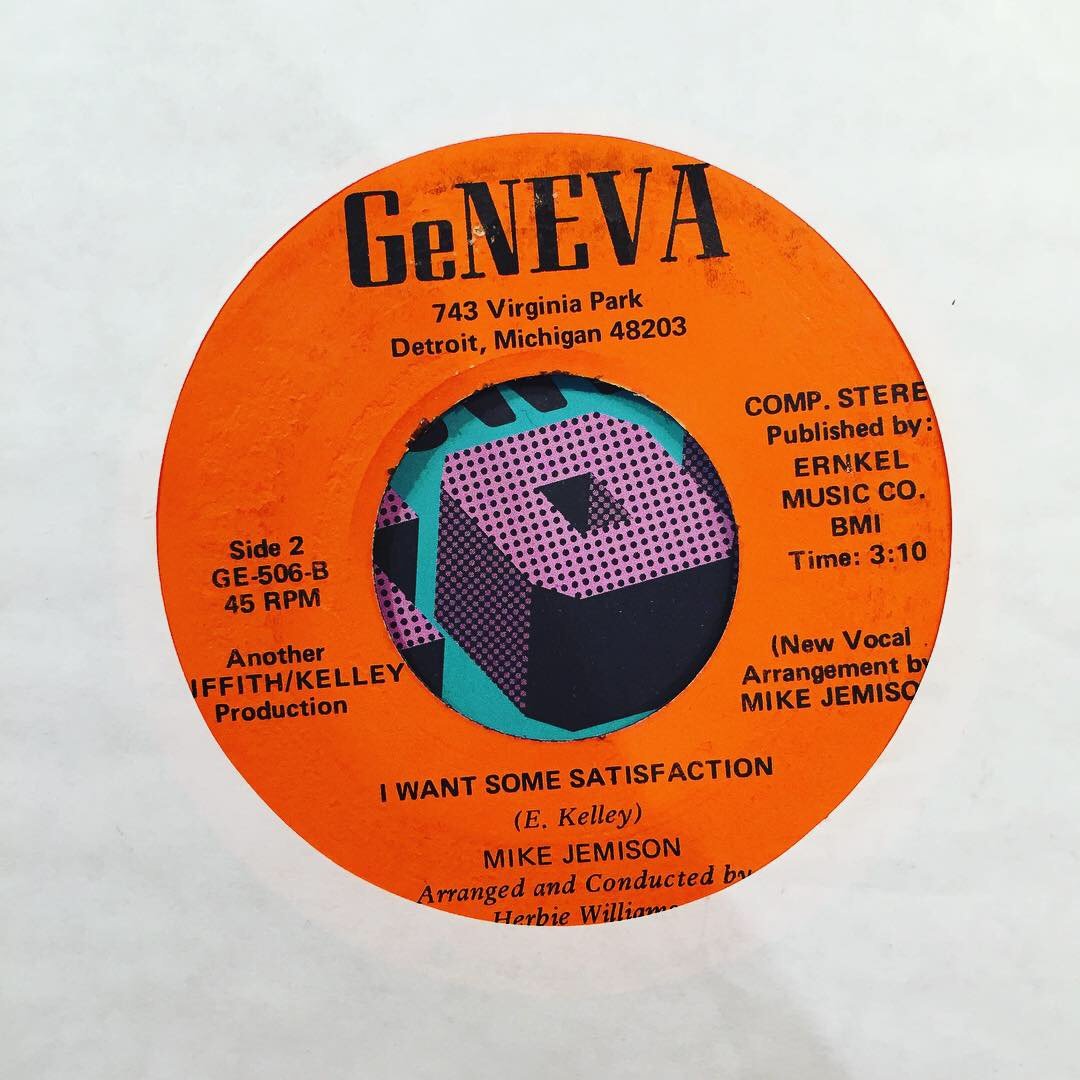 GeNEVA
743 Virginia Park
Detroit, Michigan 48203
COMP. STERE
Published by:
ERNKEL
MUSIC CO.
BMI
Time: 3:10
Side 2
GE-506-B
45 RPM
Another
IFFITH/KELLEY
Production
(New Vocal
Arrangement by
MIKE JEMISO
I WANT SOME SATISFACTION
(E. Kelley)
MIKE JEMISON
Arranged and Conducted by
Herbie Williams